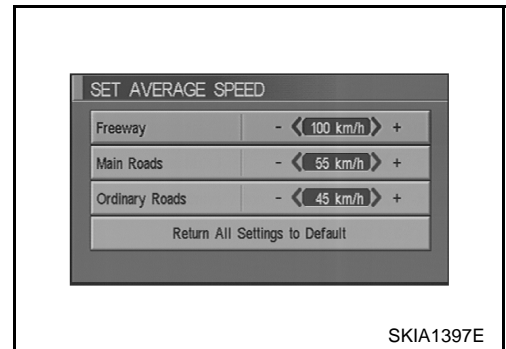 SET AVERAGE SPEED
Freeway - 100 km/h +
Main Roads - 55 km/h +
Ordinary Roads - 45 km/h +
Return All Settings to Default
SKIA1397E